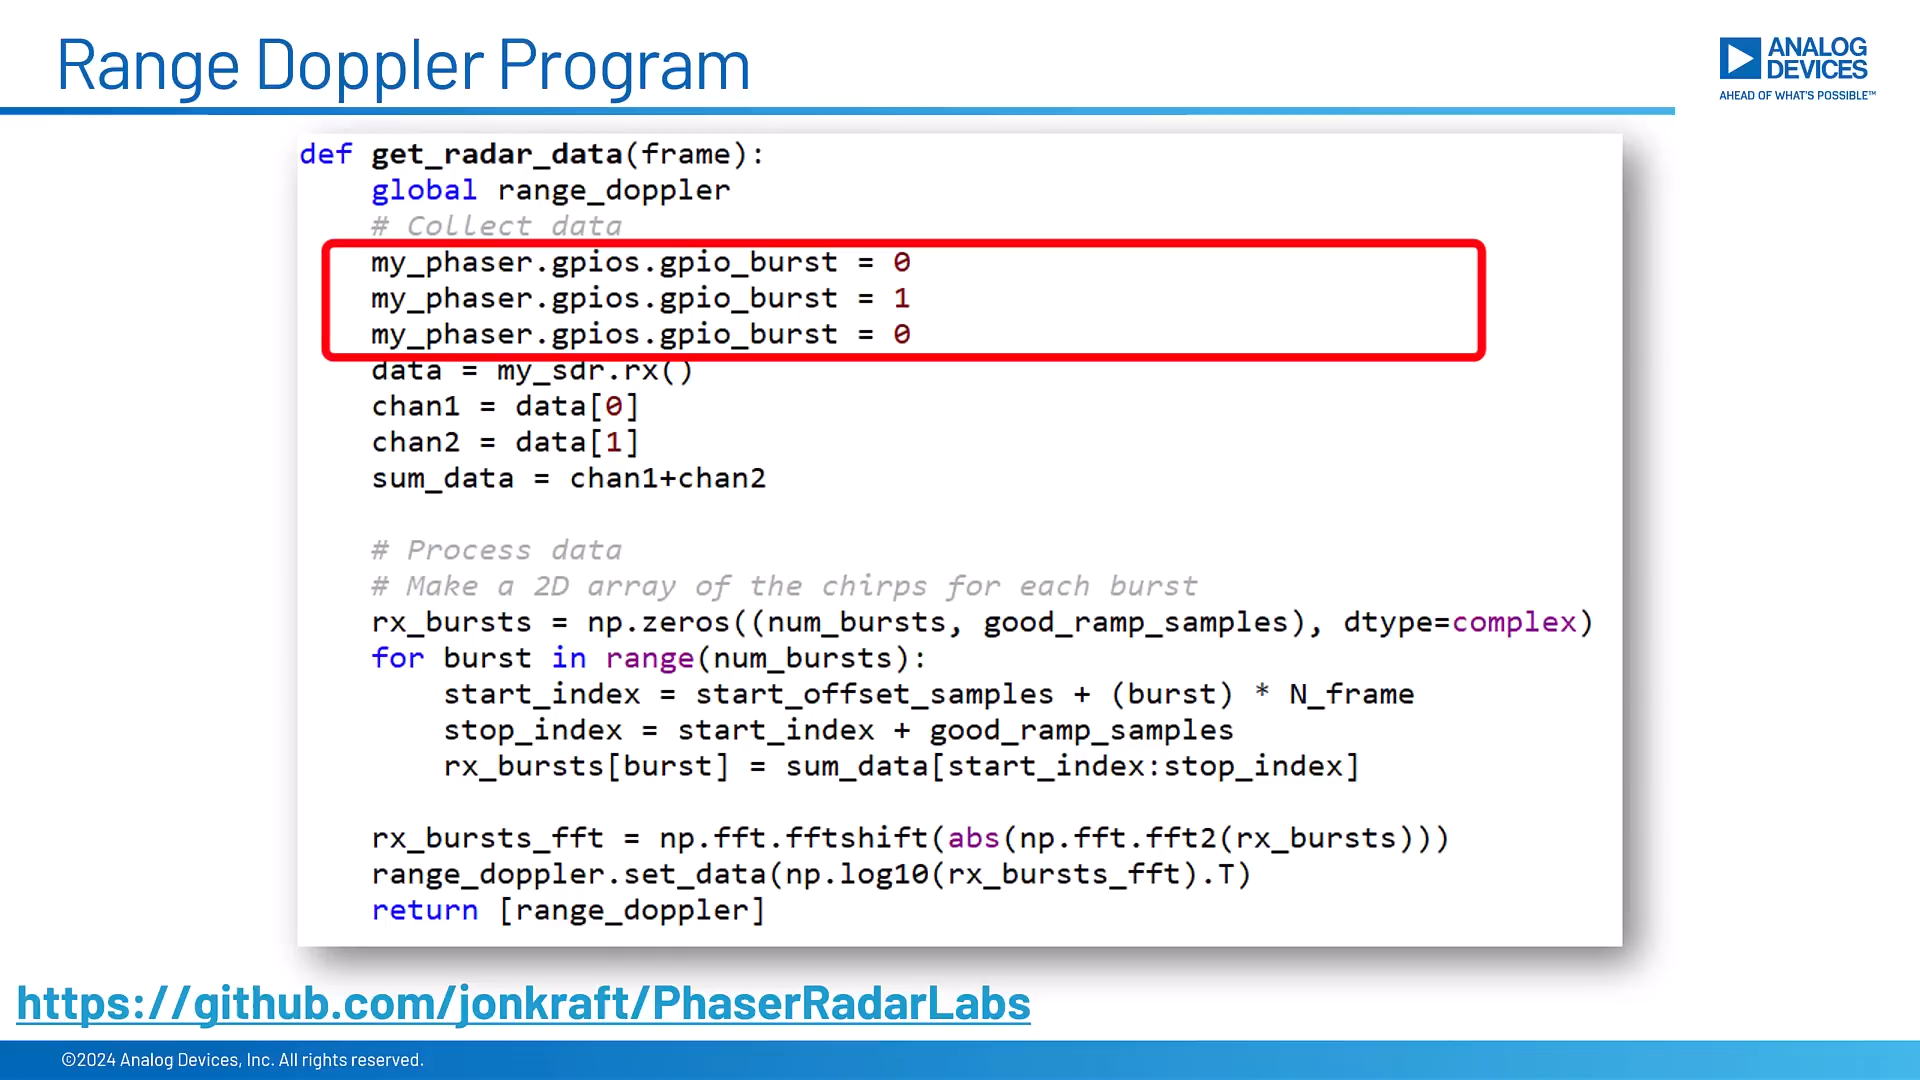 Range Doppler Program
ANALOG
DEVICES
AHEAD OF WHAT'S POSSIBLE™
def get_radar_data(frame):
    global range_doppler
    # Collect data
    my_phaser.gpios.gpio_burst = 0
    my_phaser.gpios.gpio_burst = 1
    my_phaser.gpios.gpio_burst = 0
    data = my_sdr.rx()
    chan1 = data[0]
    chan2 = data[1]
    sum_data = chan1+chan2
    # Process data
    # Make a 2D array of the chirps for each burst
    rx_bursts = np.zeros((num_bursts, good_ramp_samples), dtype=complex)
    for burst in range(num_bursts):
        start_index = start_offset_samples + (burst) * N_frame
        stop_index = start_index + good_ramp_samples
        rx_bursts[burst] = sum_data[start_index:stop_index]
    rx_bursts_fft = np.fft.fftshift(abs(np.fft.fft2(rx_bursts)))
    range_doppler.set_data(np.log10(rx_bursts_fft).T)
    return [range_doppler]
https://github.com/jonkraft/PhaserRadarLabs
©2024 Analog Devices, Inc. All rights reserved.